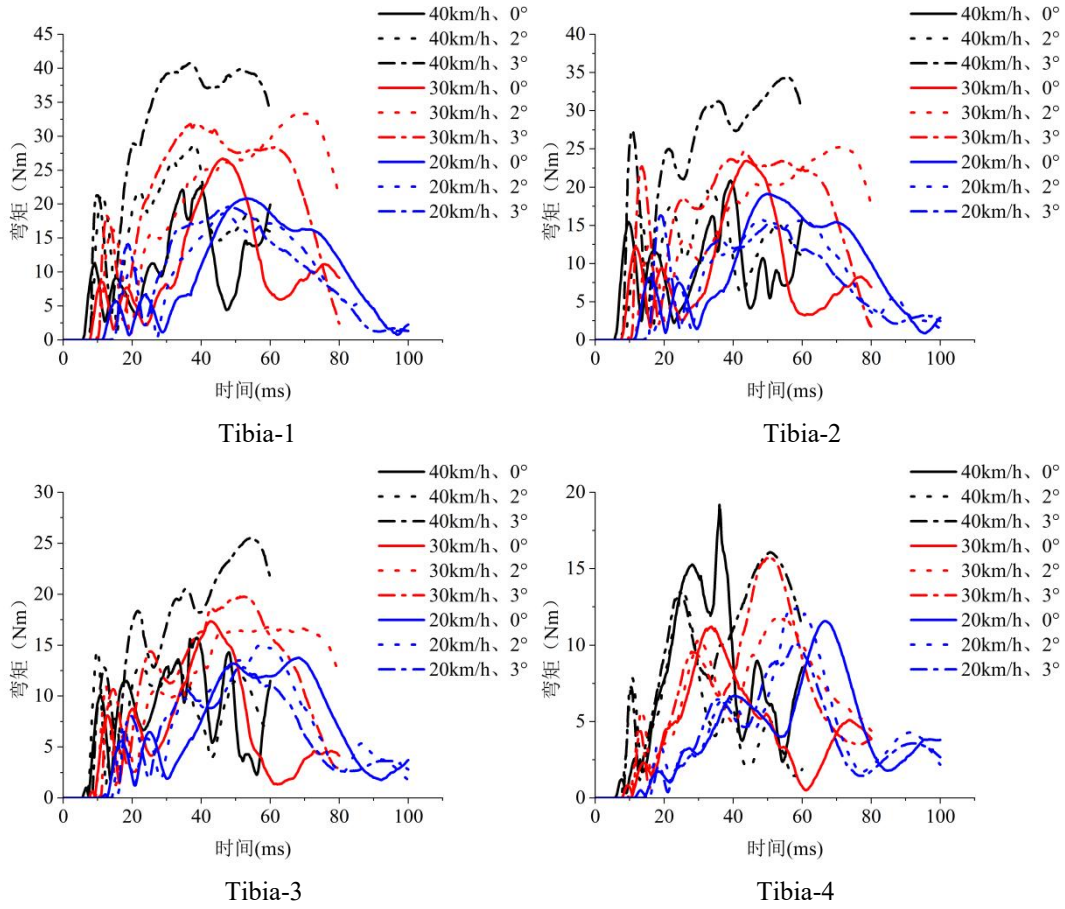 45
40
35
30
25
20
15
10
5
0
弯矩（Nm）
0 20 40 60 80 100
时间(ms)
40km/h、0°
40km/h、2°
40km/h、3°
30km/h、0°
30km/h、2°
30km/h、3°
20km/h、0°
20km/h、2°
20km/h、3°
Tibia-1
40
35
30
25
20
15
10
5
0
弯矩（Nm）
0 20 40 60 80 100
时间(ms)
40km/h、0°
40km/h、2°
40km/h、3°
30km/h、0°
30km/h、2°
30km/h、3°
20km/h、0°
20km/h、2°
20km/h、3°
Tibia-2
30
25
20
15
10
5
0
弯矩（Nm）
0 20 40 60 80 100
时间(ms)
40km/h、0°
40km/h、2°
40km/h、3°
30km/h、0°
30km/h、2°
30km/h、3°
20km/h、0°
20km/h、2°
20km/h、3°
Tibia-3
20
15
10
5
0
弯矩（Nm）
0 20 40 60 80 100
时间(ms)
40km/h、0°
40km/h、2°
40km/h、3°
30km/h、0°
30km/h、2°
30km/h、3°
20km/h、0°
20km/h、2°
20km/h、3°
Tibia-4